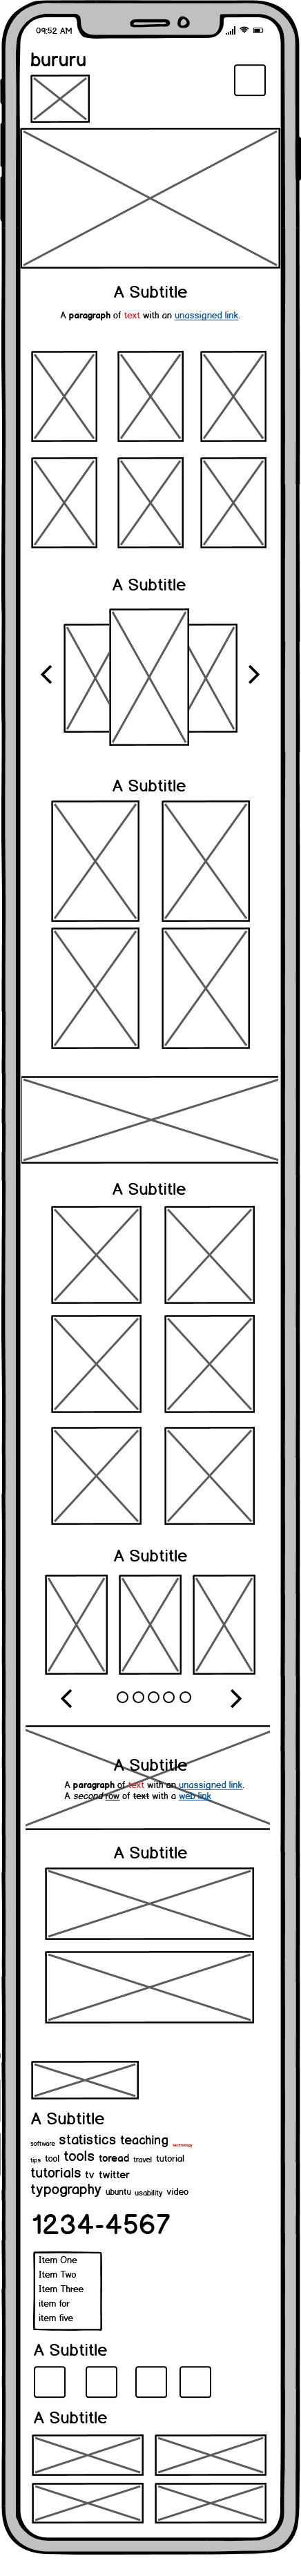 09:52 AM
bururu
A Subtitle
A paragraph of text with an unassigned link.
A Subtitle
A Subtitle
A Subtitle
A Subtitle
A Subtitle
A paragraph of text with an unassigned link.
A second row of text with a web link
A Subtitle
A Subtitle
software statistics teaching technology
tips tool tools toread travel tutorial
tutorials tv twitter
typography ubuntu usability video
1234-4567
Item One
Item Two
Item Three
item for
item five
A Subtitle
A Subtitle